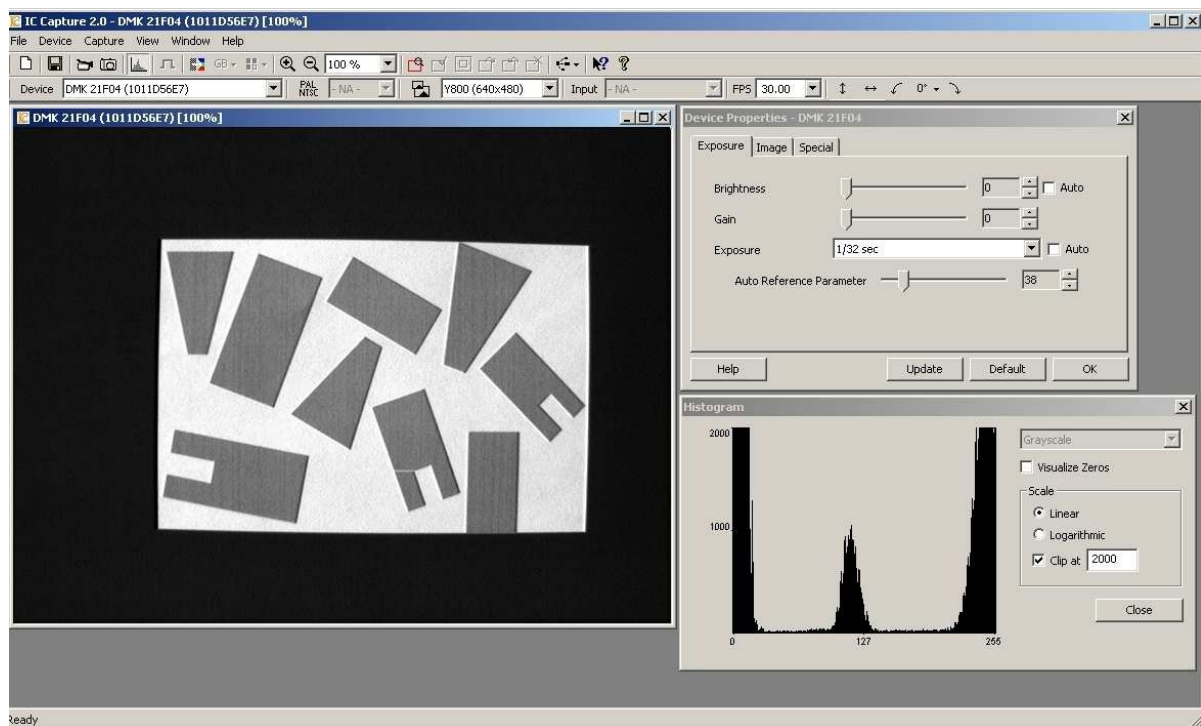 IC Capture 2.0 - DMK 21F04 (1011D56E7) [100%]
File Device Capture View Window Help
GB 100 %
Device DMK 21F04 (1011D56E7) PAL NTSC - NA - Y800 (640x480) Input - NA - FPS 30.00 0°
DMK 21F04 (1011D56E7) [100%]
Device Properties - DMK 21F04
Exposure Image Special
Brightness 0 Auto
Gain 0
Exposure 1/32 sec Auto
Auto Reference Parameter 38
Help Update Default OK
Histogram
2000
1000
0 127 255
Grayscale
Visualize Zeros
Scale
Linear
Logarithmic
Clip at 2000
Close
Ready